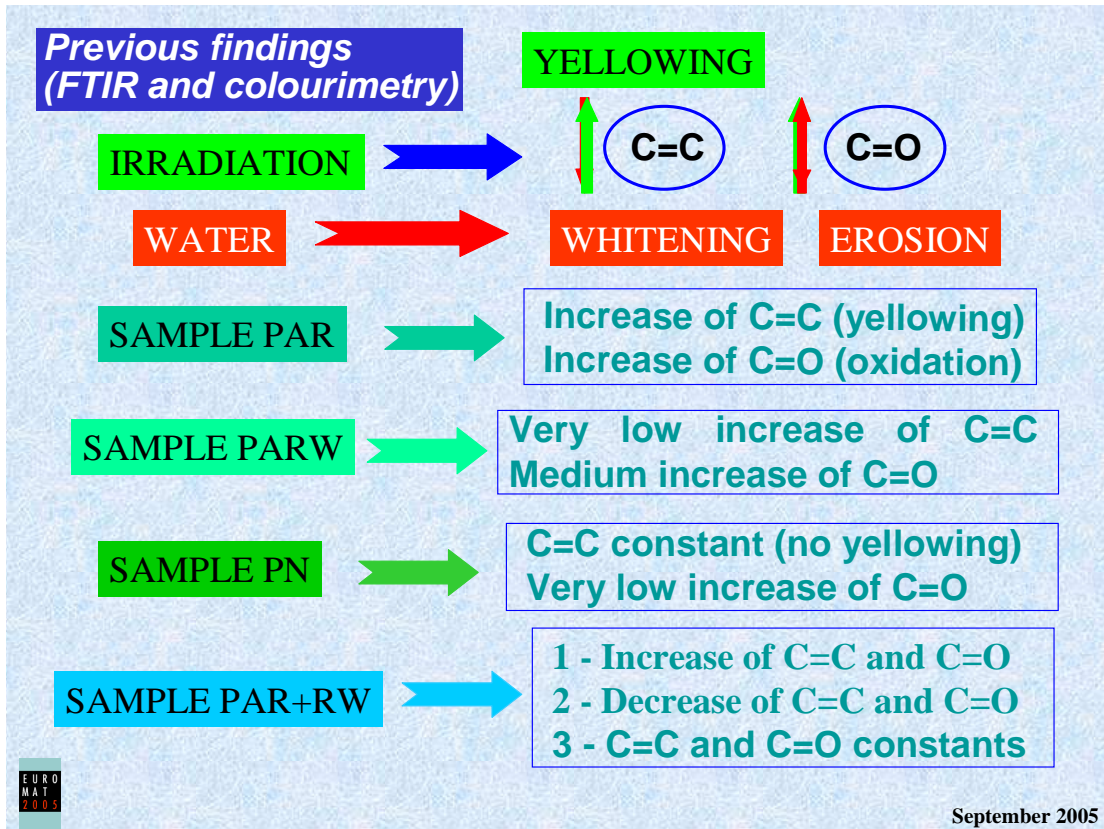 Previous findings
(FTIR and colourimetry)
YELLOWING
IRRADIATION
C=C
C=O
WATER
WHITENING
EROSION
SAMPLE PAR
Increase of C=C (yellowing)
Increase of C=O (oxidation)
SAMPLE PARW
Very low increase of C=C
Medium increase of C=O
SAMPLE PN
C=C constant (no yellowing)
Very low increase of C=O
SAMPLE PAR+RW
1 - Increase of C=C and C=O
2 - Decrease of C=C and C=O
3 - C=C and C=O constants
EURO
MAT
2005
September 2005